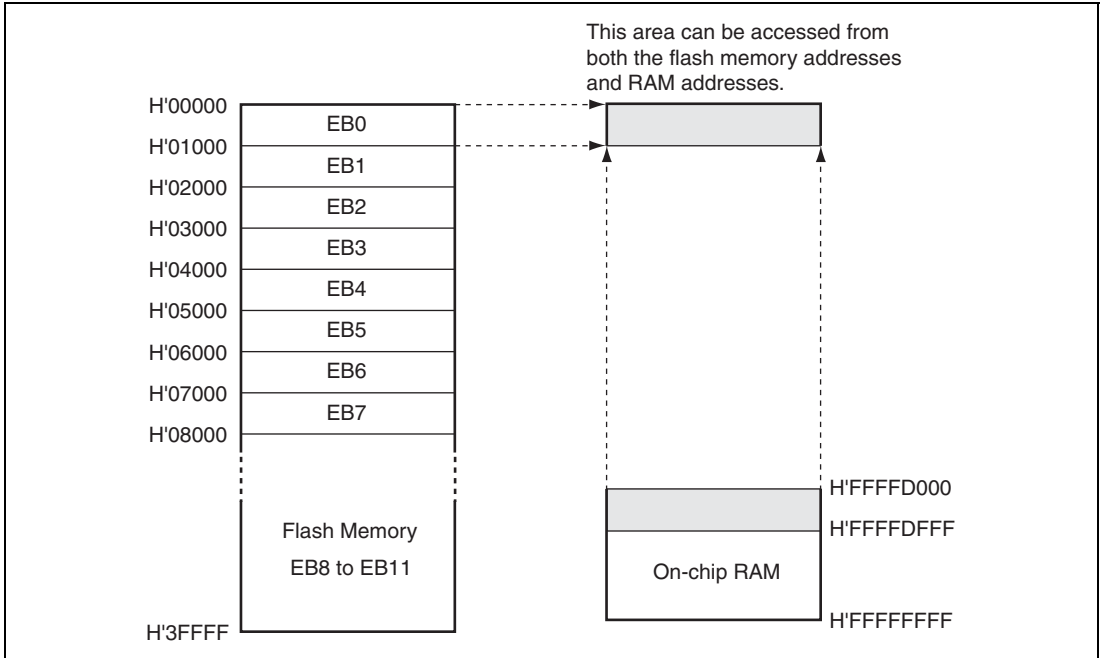 This area can be accessed from
both the flash memory addresses
and RAM addresses.
H'00000
EB0
H'01000
EB1
H'02000
EB2
H'03000
EB3
H'04000
EB4
H'05000
EB5
H'06000
EB6
H'07000
EB7
H'08000
H'FFFFD000
Flash Memory
H'FFFFDFFF
EB8 to EB11
On-chip RAM
H'FFFFFFFF
H'3FFFF